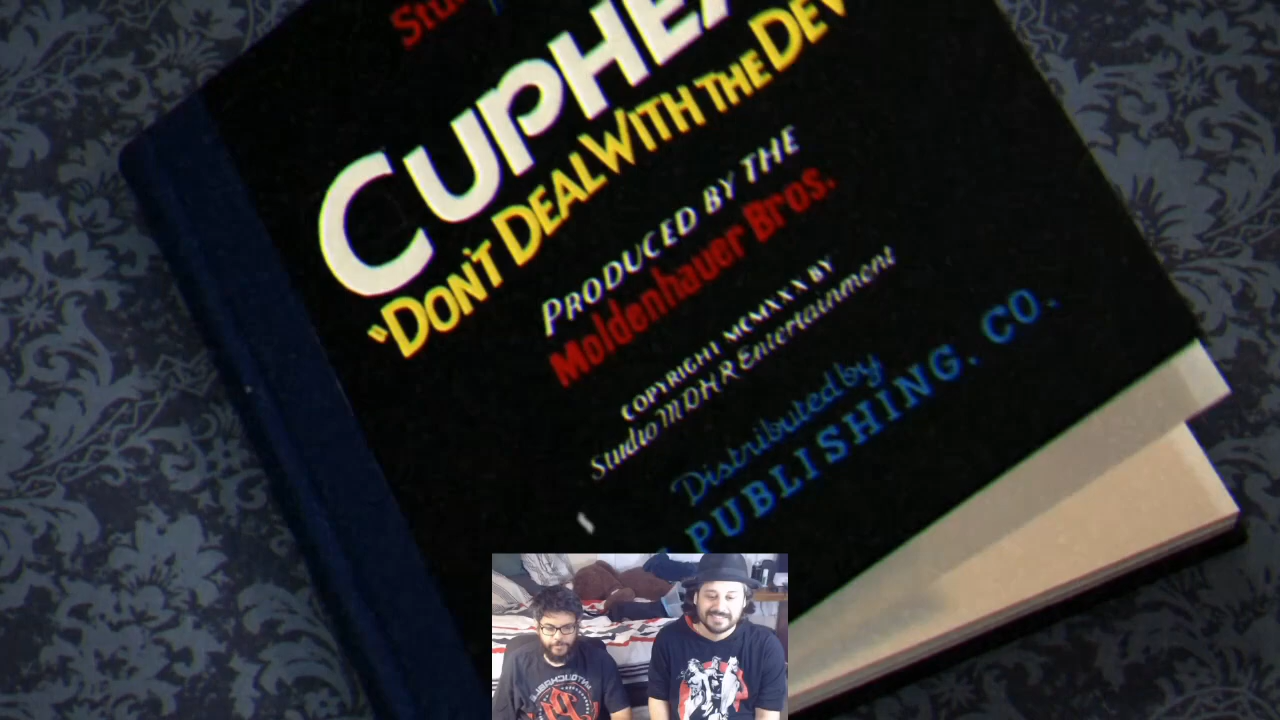 CUPHEA
"DON'T DEAL WITH THE DEV
PRODUCED BY THE
Moldenhauer Bros.
COPYRIGHT MCMXXX BY
Studio MDHR Entertainment
Distributed by
PUBLISHING. CO.